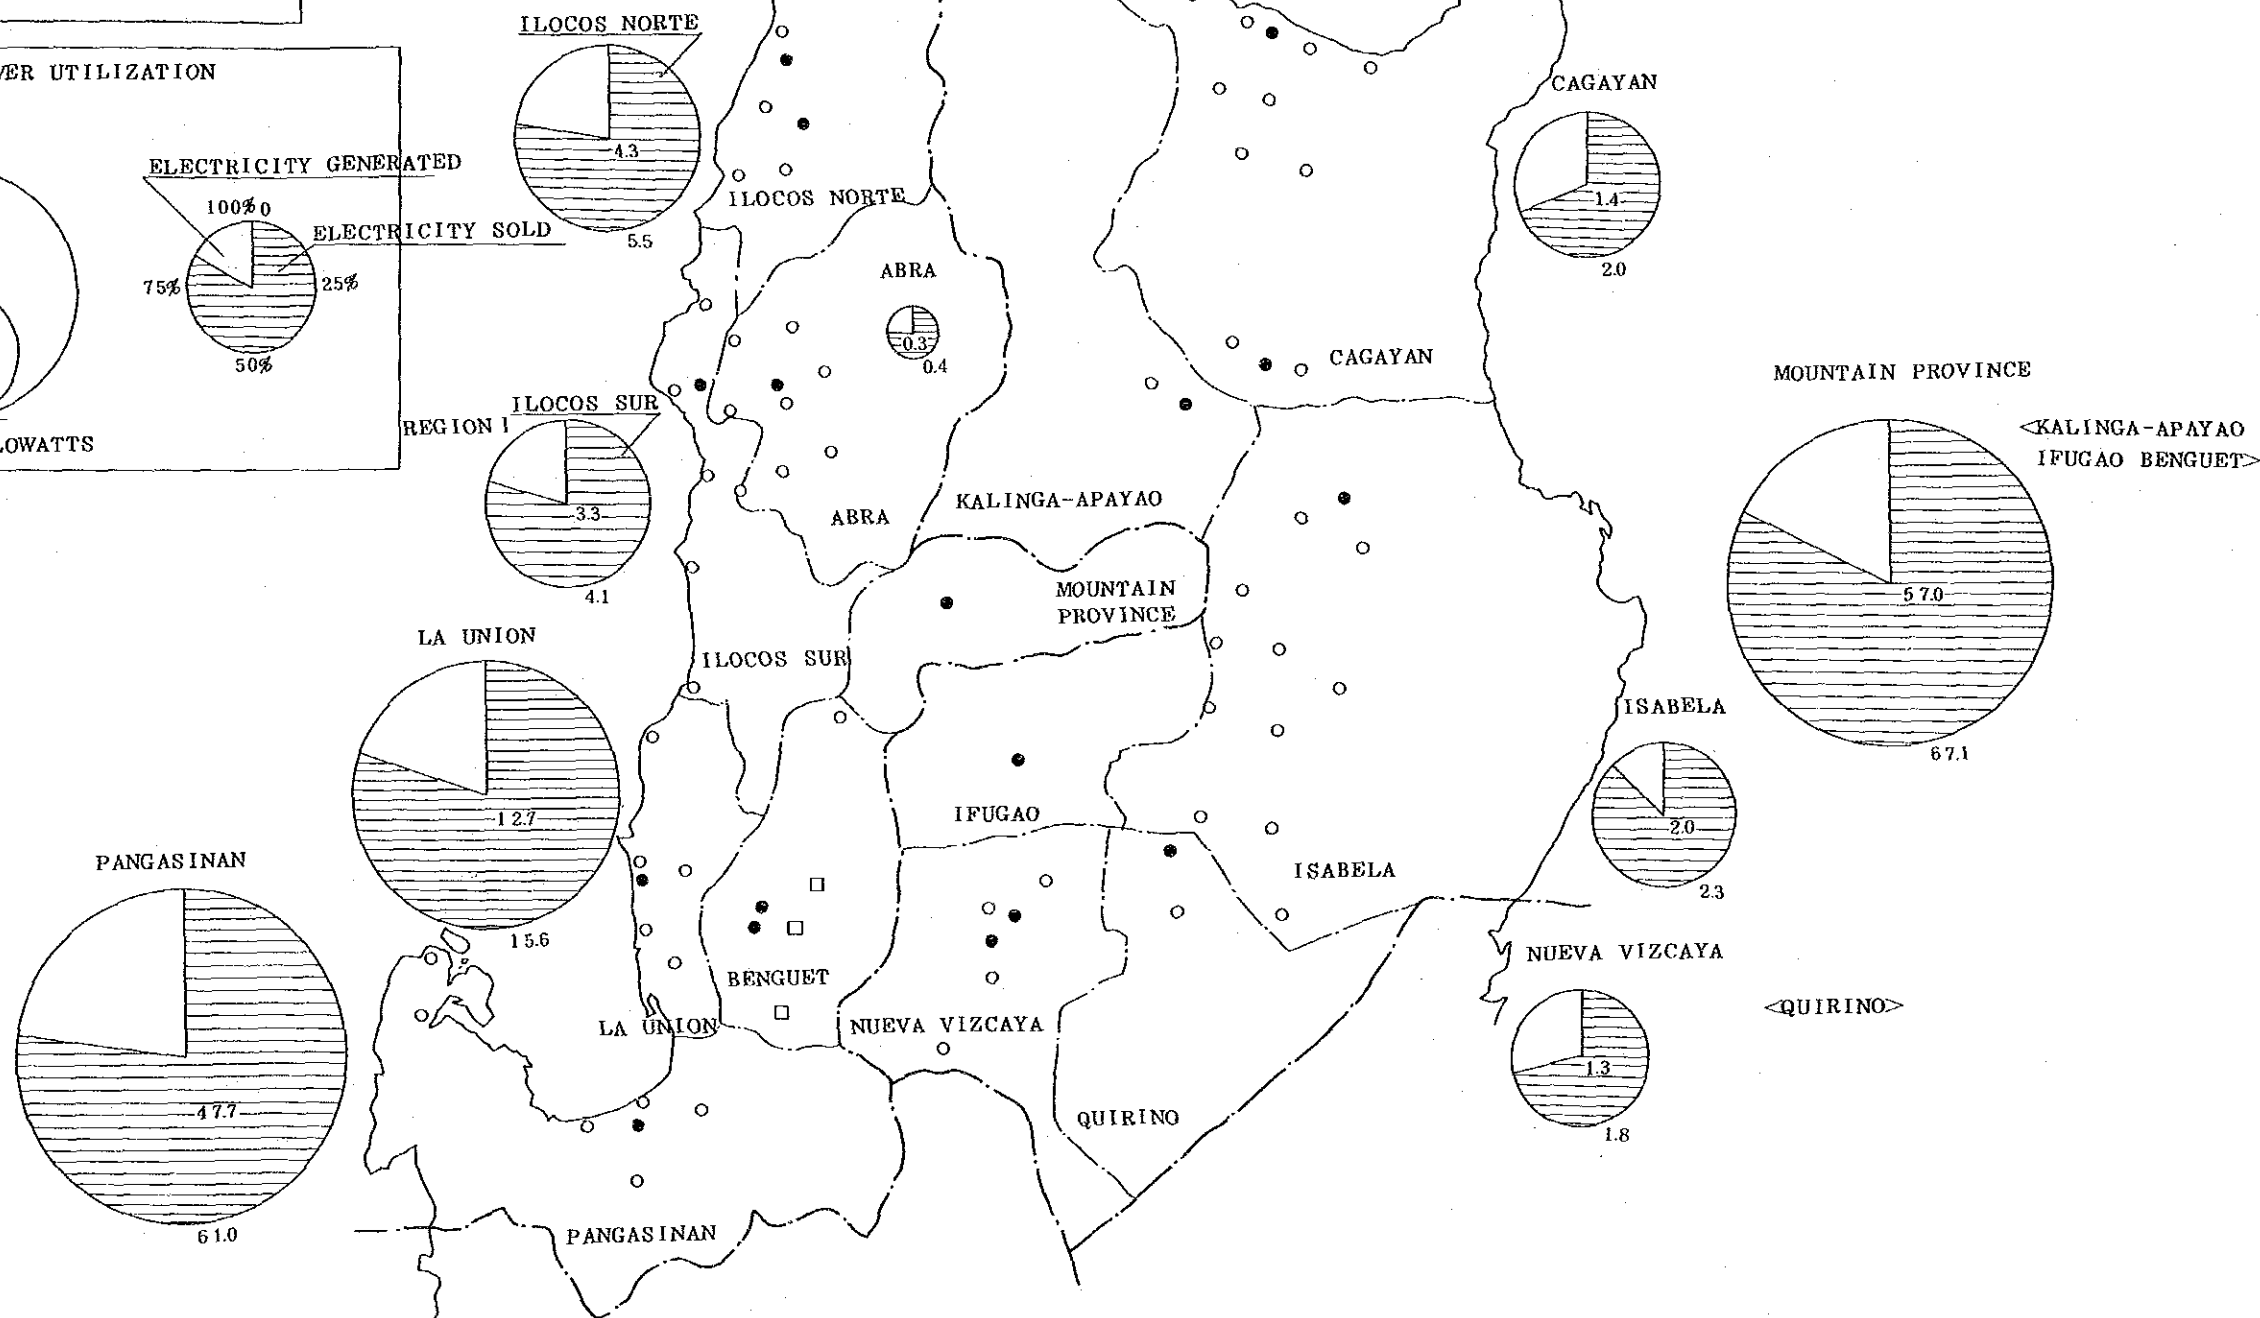 ILOCOS NORTE
4.3
5.5
UTILIZATION
ELECTRICITY GENERATED
100% 0
ELECTRICITY SOLD
75%
25%
50%
ILOCOS NORTE
CAGAYAN
1.4
2.0
ABRA
0.3
0.4
CAGAYAN
MOUNTAIN PROVINCE
<KALINGA-APAYAO
IFUGAO BENGUET>
57.0
67.1
REGION I
ILOCOS SUR
3.3
4.1
ABRA
KALINGA-APAYAO
MOUNTAIN
PROVINCE
ILOCOS SUR
LA UNION
12.7
15.6
ISABELA
2.0
2.3
IFUGAO
ISABELA
PANGASINAN
47.7
61.0
BENGUET
LA UNION
NUEVA VIZCAYA
NUEVA VIZCAYA
<QUIRINO>
1.3
1.8
QUIRINO
PANGASINAN